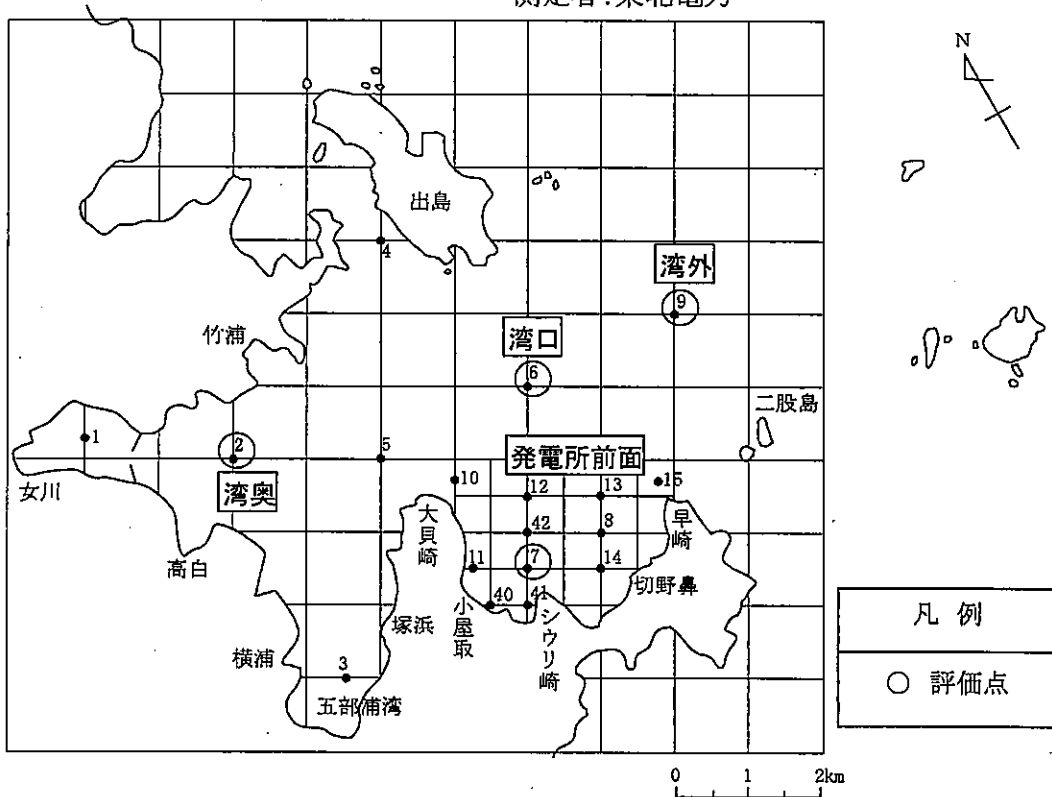 測定者:東北電力
N
出島
4
湾外
9
竹浦
湾口
6
二股島
1
2
5
発電所前面
女川
湾奥
10
12
13
15
大貝崎
42
8
早崎
高白
11
7
14
切野鼻
40
41
小屋取
シウリ崎
塚浜
横浦
3
五部浦湾
凡例
○ 評価点
0 1 2km